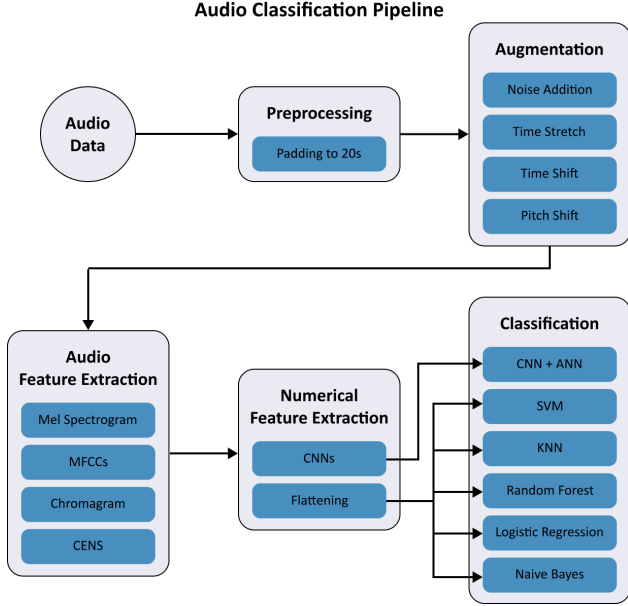 Audio Classification Pipeline
Audio
Data
Preprocessing
Padding to 20s
Augmentation
Noise Addition
Time Stretch
Time Shift
Pitch Shift
Audio
Feature Extraction
Mel Spectrogram
MFCCs
Chromagram
CENS
Numerical
Feature Extraction
CNNs
Flattening
Classification
CNN + ANN
SVM
KNN
Random Forest
Logistic Regression
Naive Bayes